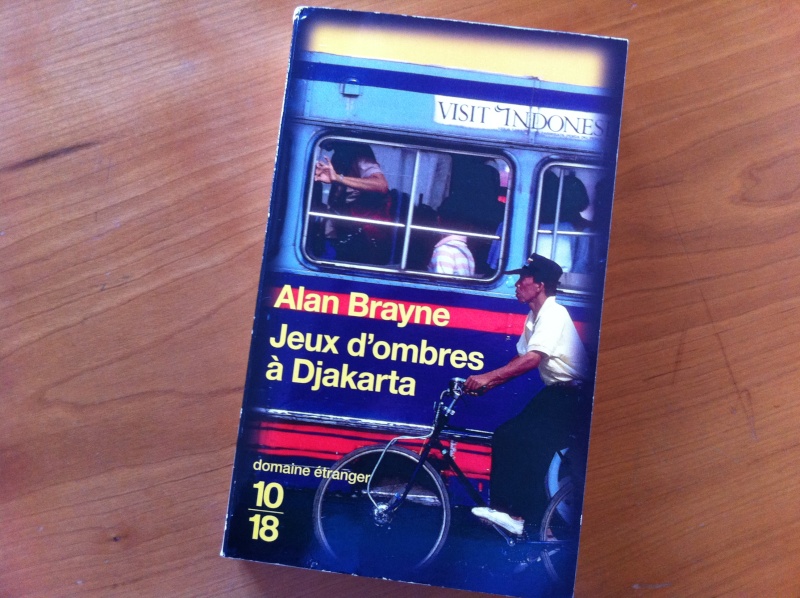 VISIT INDONES
Alan Brayne
Jeux d'ombres
à Djakarta
domaine étranger
10
18